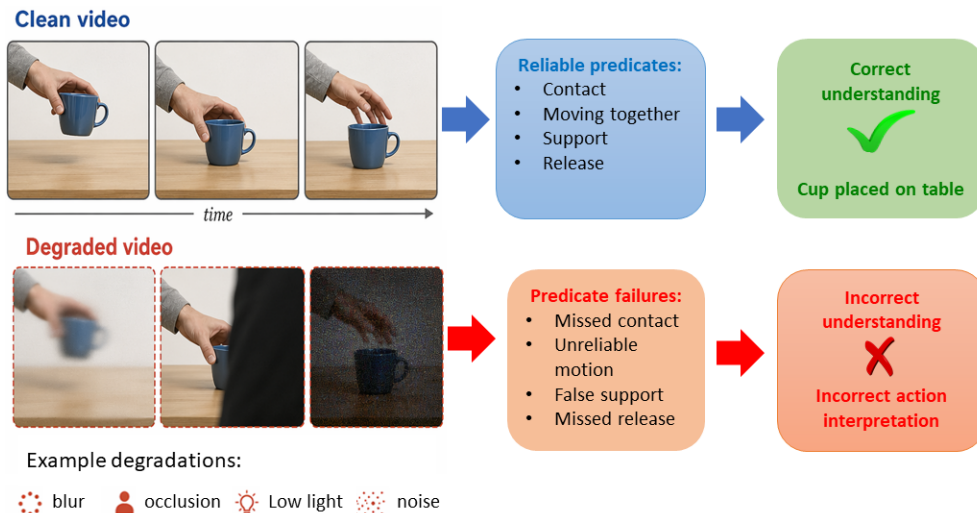 Clean video
Reliable predicates:
• Contact
• Moving together
• Support
• Release
Correct
understanding
Cup placed on table
time
Degraded video
Predicate failures:
• Missed contact
• Unreliable
motion
• False support
• Missed release
Incorrect
understanding
Incorrect action
interpretation
Example degradations:
blur
occlusion
Low light
noise